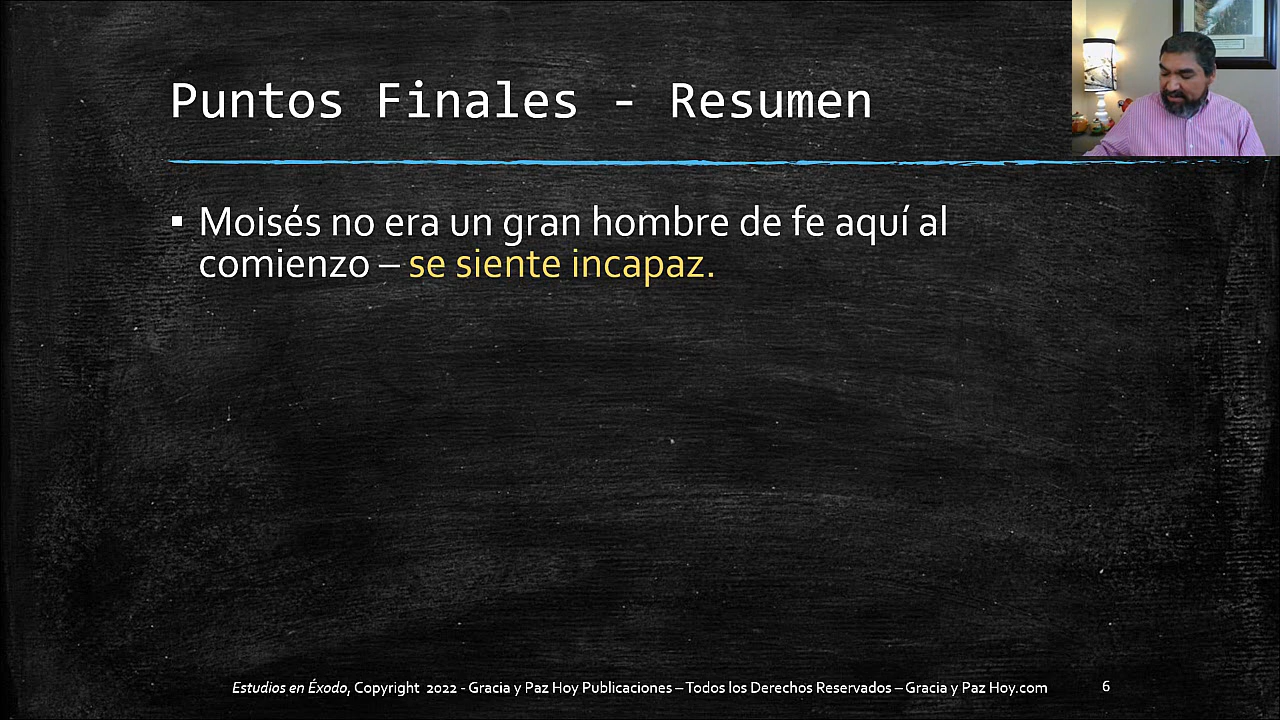 Puntos Finales - Resumen
▪ Moisés no era un gran hombre de fe aquí al
comienzo – se siente incapaz.
Estudios en Éxodo, Copyright 2022 - Gracia y Paz Hoy Publicaciones – Todos los Derechos Reservados – Gracia y Paz Hoy.com
6